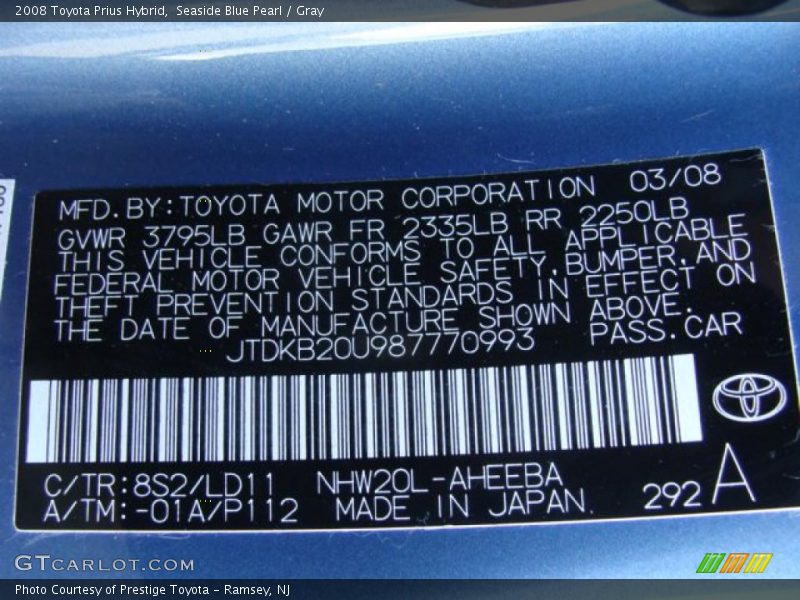 2008 Toyota Prius Hybrid, Seaside Blue Pearl / Gray
MFD.BY:TOYOTA MOTOR CORPORATION 03/08
GVWR 3795LB GAWR FR 2335LB RR 2250LB
THIS VEHICLE CONFORMS TO ALL APPLICABLE
FEDERAL MOTOR VEHICLE SAFETY,BUMPER,AND
THEFT PREVENTION STANDARDS IN EFFECT ON
THE DATE OF MANUFACTURE SHOWN ABOVE.
JTDKB20U987770993 PASS.CAR
C/TR:8S2/LD11 NHW20L-AHEEBA
A/TM:-01A/P112 MADE IN JAPAN.
292 A
GTCARLOT.COM
Photo Courtesy of Prestige Toyota - Ramsey, NJ